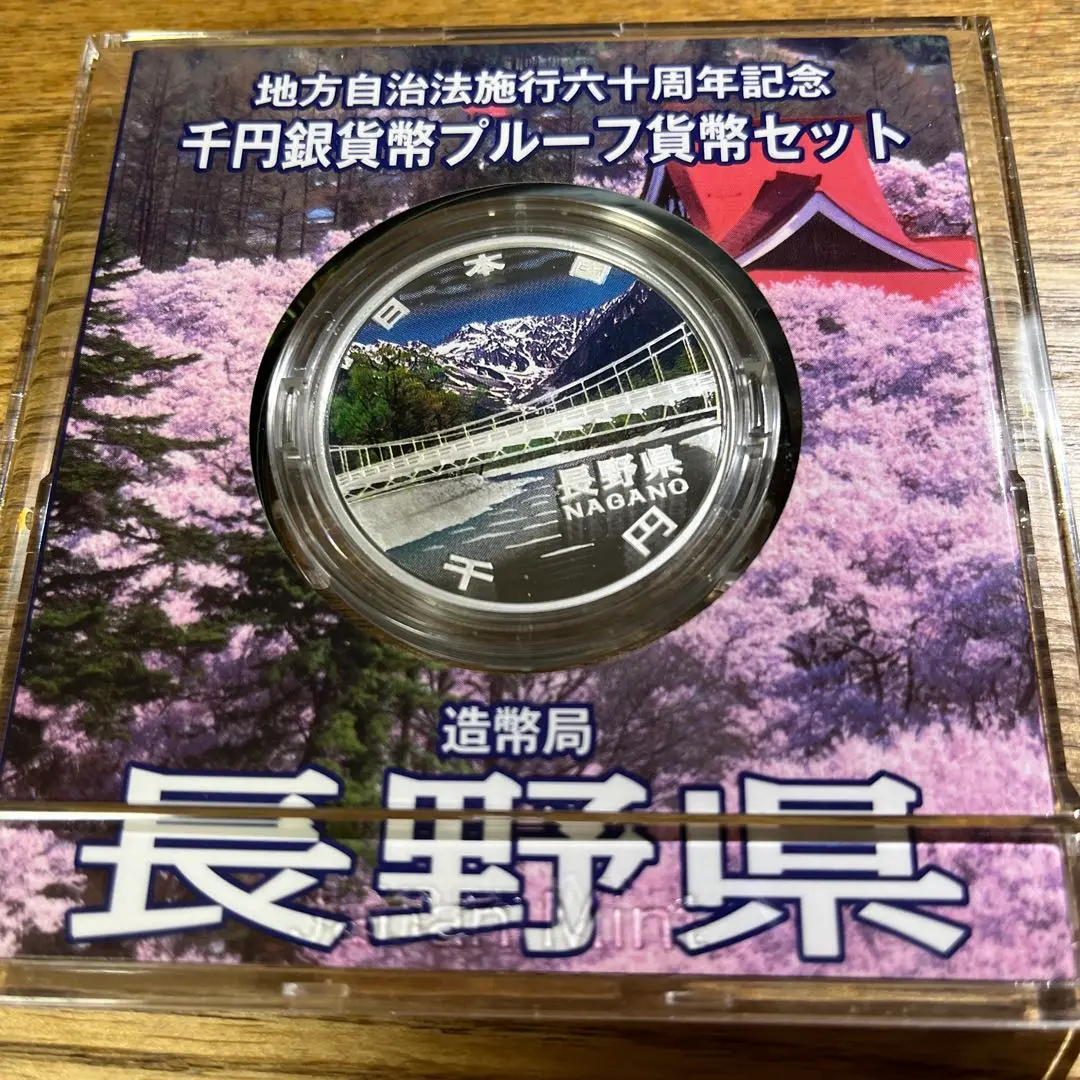 地方自治法施行六十周年記念
千円銀貨幣プルーフ貨幣セット
日本国
長野県
NAGANO
千円
造幣局
長野県
Japan Mint